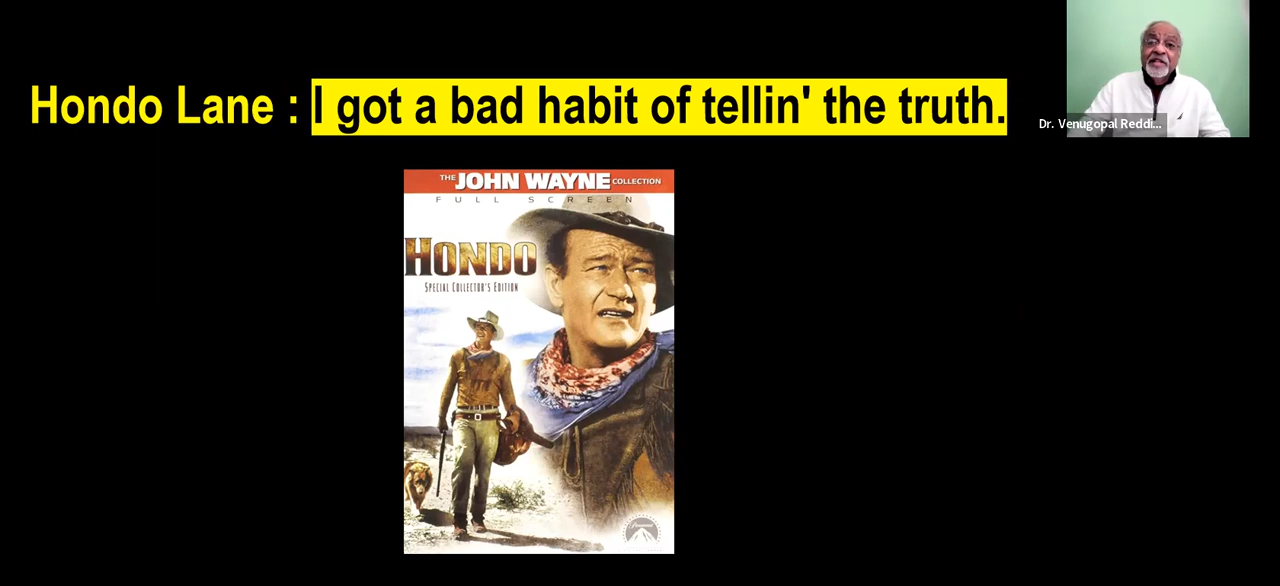 Hondo Lane : I got a bad habit of tellin' the truth.
Dr. Venugopal Reddi...
THE JOHN WAYNE COLLECTION
FULL SCREEN
HONDO
SPECIAL COLLECTOR'S EDITION
Paramount